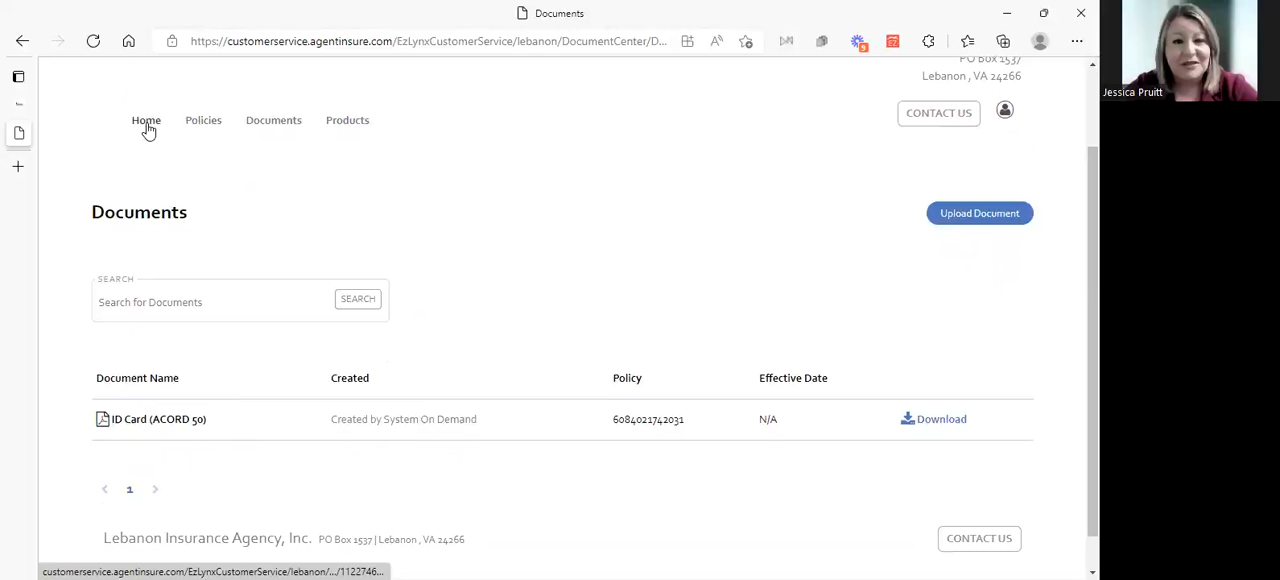 Documents
https://customerservice.agentinsure.com/EzLynxCustomerService/lebanon/DocumentCenter/D...
9
EZ
PO Box 1537
Lebanon , VA 24266
Jessica Pruitt
Home Policies Documents Products
CONTACT US
Documents
Upload Document
SEARCH
Search for Documents
SEARCH
Document Name Created Policy Effective Date
ID Card (ACORD 50) Created by System On Demand 6084021742031 N/A Download
1
Lebanon Insurance Agency, Inc. PO Box 1537 | Lebanon , VA 24266
CONTACT US
customerservice.agentinsure.com/EzLynxCustomerService/lebanon/.../1122746...